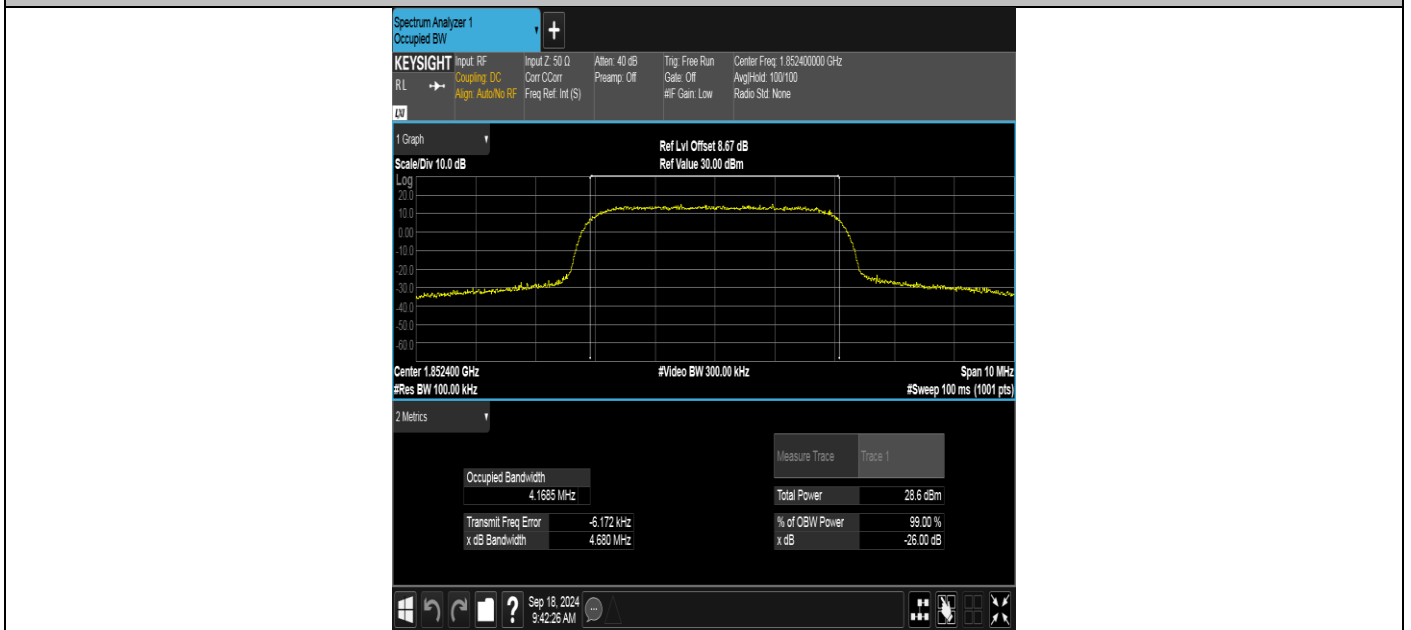 Spectrum Analyzer 1
Occupied BW
+
KEYSIGHT Input: RF Input Z: 50 Ω Atten: 40 dB Trig: Free Run Center Freq: 1.852400000 GHz
Coupling: DC Corr CCorr Preamp: Off Gate: Off Avg|Hold: 100/100
RL Align: Auto/No RF Freq Ref: Int (S) #IF Gain: Low Radio Std: None
LXI
1 Graph
Ref Lvl Offset 8.67 dB
Scale/Div 10.0 dB Ref Value 30.00 dBm
Log
20.0
10.0
0.00
-10.0
-20.0
-30.0
-40.0
-50.0
-60.0
Center 1.852400 GHz #Video BW 300.00 kHz Span 10 MHz
#Res BW 100.00 kHz #Sweep 100 ms (1001 pts)
2 Metrics
Measure Trace Trace 1
Occupied Bandwidth
4.1685 MHz Total Power 28.6 dBm
Transmit Freq Error -6.172 kHz % of OBW Power 99.00 %
x dB Bandwidth 4.680 MHz x dB -26.00 dB
? Sep 18, 2024
9:42:26 AM